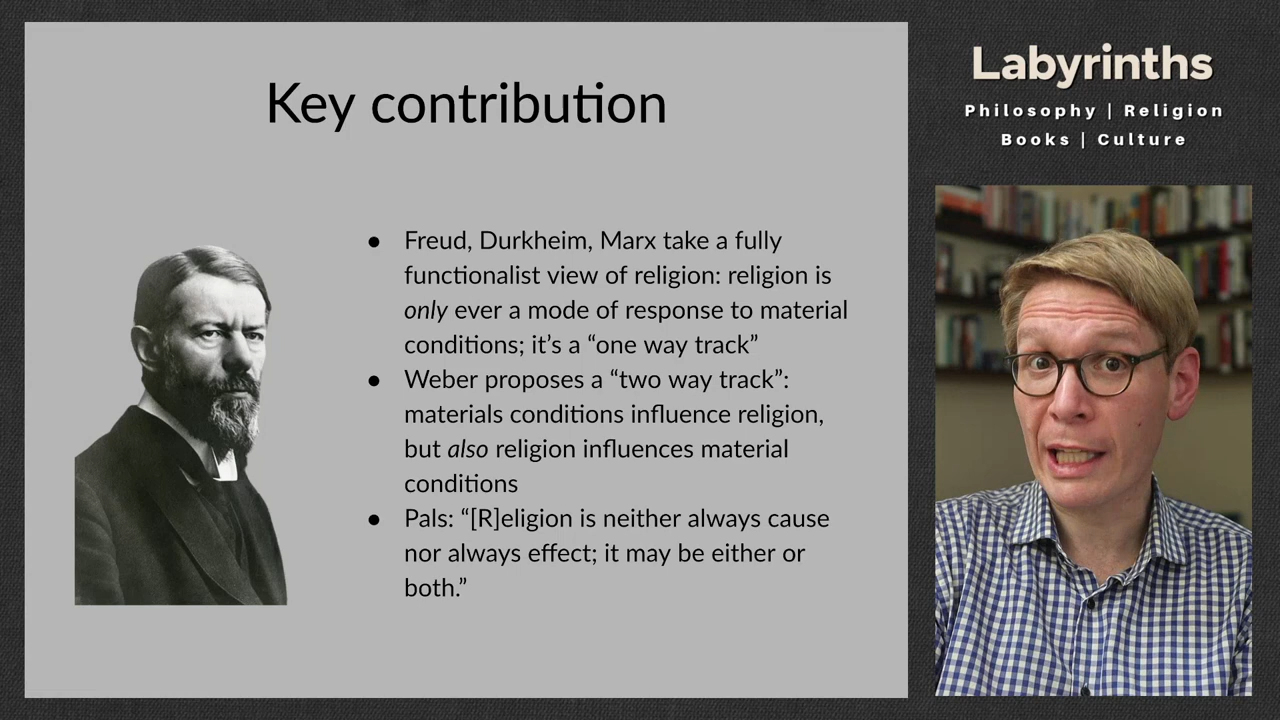 Key contribution
● Freud, Durkheim, Marx take a fully
functionalist view of religion: religion is
only ever a mode of response to material
conditions; it’s a “one way track”
● Weber proposes a “two way track”:
materials conditions influence religion,
but also religion influences material
conditions
● Pals: “[R]eligion is neither always cause
nor always effect; it may be either or
both.”
Labyrinths
Philosophy | Religion
Books | Culture